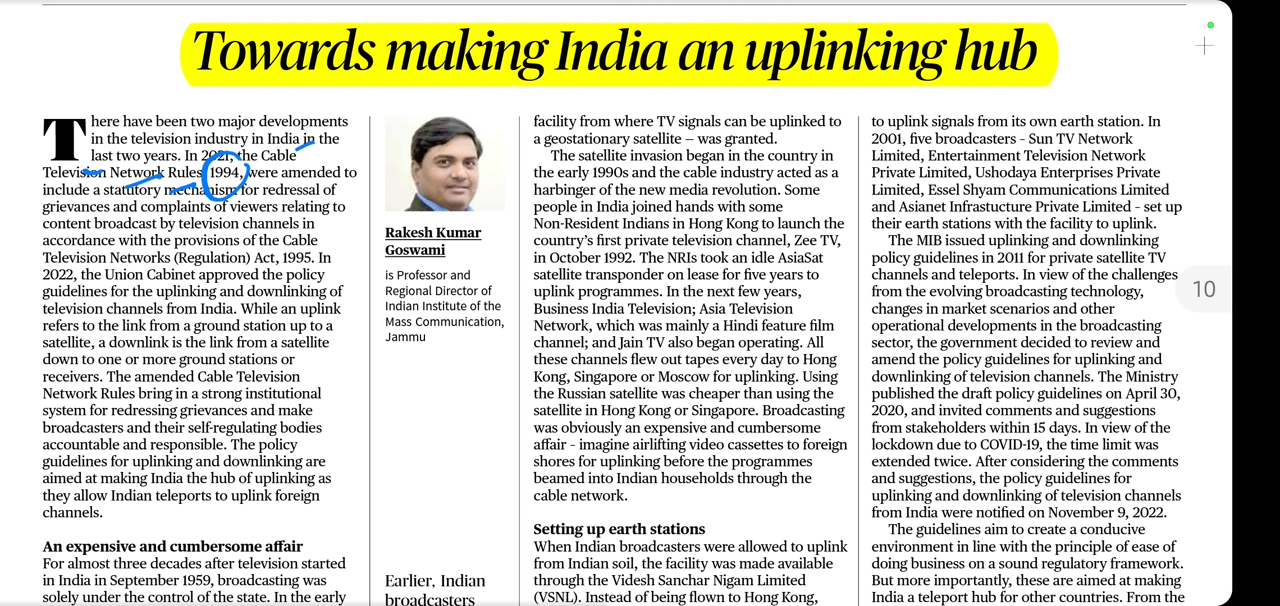 Towards making India an uplinking hub
There have been two major developments
in the television industry in India in the
last two years. In 2021, the Cable
Television Network Rules 1994, were amended to
include a statutory mechanism for redressal of
grievances and complaints of viewers relating to
content broadcast by television channels in
accordance with the provisions of the Cable
Television Networks (Regulation) Act, 1995. In
2022, the Union Cabinet approved the policy
guidelines for the uplinking and downlinking of
television channels from India. While an uplink
refers to the link from a ground station up to a
satellite, a downlink is the link from a satellite
down to one or more ground stations or
receivers. The amended Cable Television
Network Rules bring in a strong institutional
system for redressing grievances and make
broadcasters and their self-regulating bodies
accountable and responsible. The policy
guidelines for uplinking and downlinking are
aimed at making India the hub of uplinking as
they allow Indian teleports to uplink foreign
channels.
An expensive and cumbersome affair
For almost three decades after television started
in India in September 1959, broadcasting was
solely under the control of the state. In the early
Rakesh Kumar
Goswami
is Professor and
Regional Director of
Indian Institute of the
Mass Communication,
Jammu
Earlier, Indian
broadcasters
facility from where TV signals can be uplinked to
a geostationary satellite – was granted.
The satellite invasion began in the country in
the early 1990s and the cable industry acted as a
harbinger of the new media revolution. Some
people in India joined hands with some
Non-Resident Indians in Hong Kong to launch the
country's first private television channel, Zee TV,
in October 1992. The NRIs took an idle AsiaSat
satellite transponder on lease for five years to
uplink programmes. In the next few years,
Business India Television; Asia Television
Network, which was mainly a Hindi feature film
channel; and Jain TV also began operating. All
these channels flew out tapes every day to Hong
Kong, Singapore or Moscow for uplinking. Using
the Russian satellite was cheaper than using the
satellite in Hong Kong or Singapore. Broadcasting
was obviously an expensive and cumbersome
affair – imagine airlifting video cassettes to foreign
shores for uplinking before the programmes
beamed into Indian households through the
cable network.
Setting up earth stations
When Indian broadcasters were allowed to uplink
from Indian soil, the facility was made available
through the Videsh Sanchar Nigam Limited
(VSNL). Instead of being flown to Hong Kong,
to uplink signals from its own earth station. In
2001, five broadcasters – Sun TV Network
Limited, Entertainment Television Network
Private Limited, Ushodaya Enterprises Private
Limited, Essel Shyam Communications Limited
and Asianet Infrastucture Private Limited – set up
their earth stations with the facility to uplink.
The MIB issued uplinking and downlinking
policy guidelines in 2011 for private satellite TV
channels and teleports. In view of the challenges
from the evolving broadcasting technology,
changes in market scenarios and other
operational developments in the broadcasting
sector, the government decided to review and
amend the policy guidelines for uplinking and
downlinking of television channels. The Ministry
published the draft policy guidelines on April 30,
2020, and invited comments and suggestions
from stakeholders within 15 days. In view of the
lockdown due to COVID-19, the time limit was
extended twice. After considering the comments
and suggestions, the policy guidelines for
uplinking and downlinking of television channels
from India were notified on November 9, 2022.
The guidelines aim to create a conducive
environment in line with the principle of ease of
doing business on a sound regulatory framework.
But more importantly, these are aimed at making
India a teleport hub for other countries. From the
10